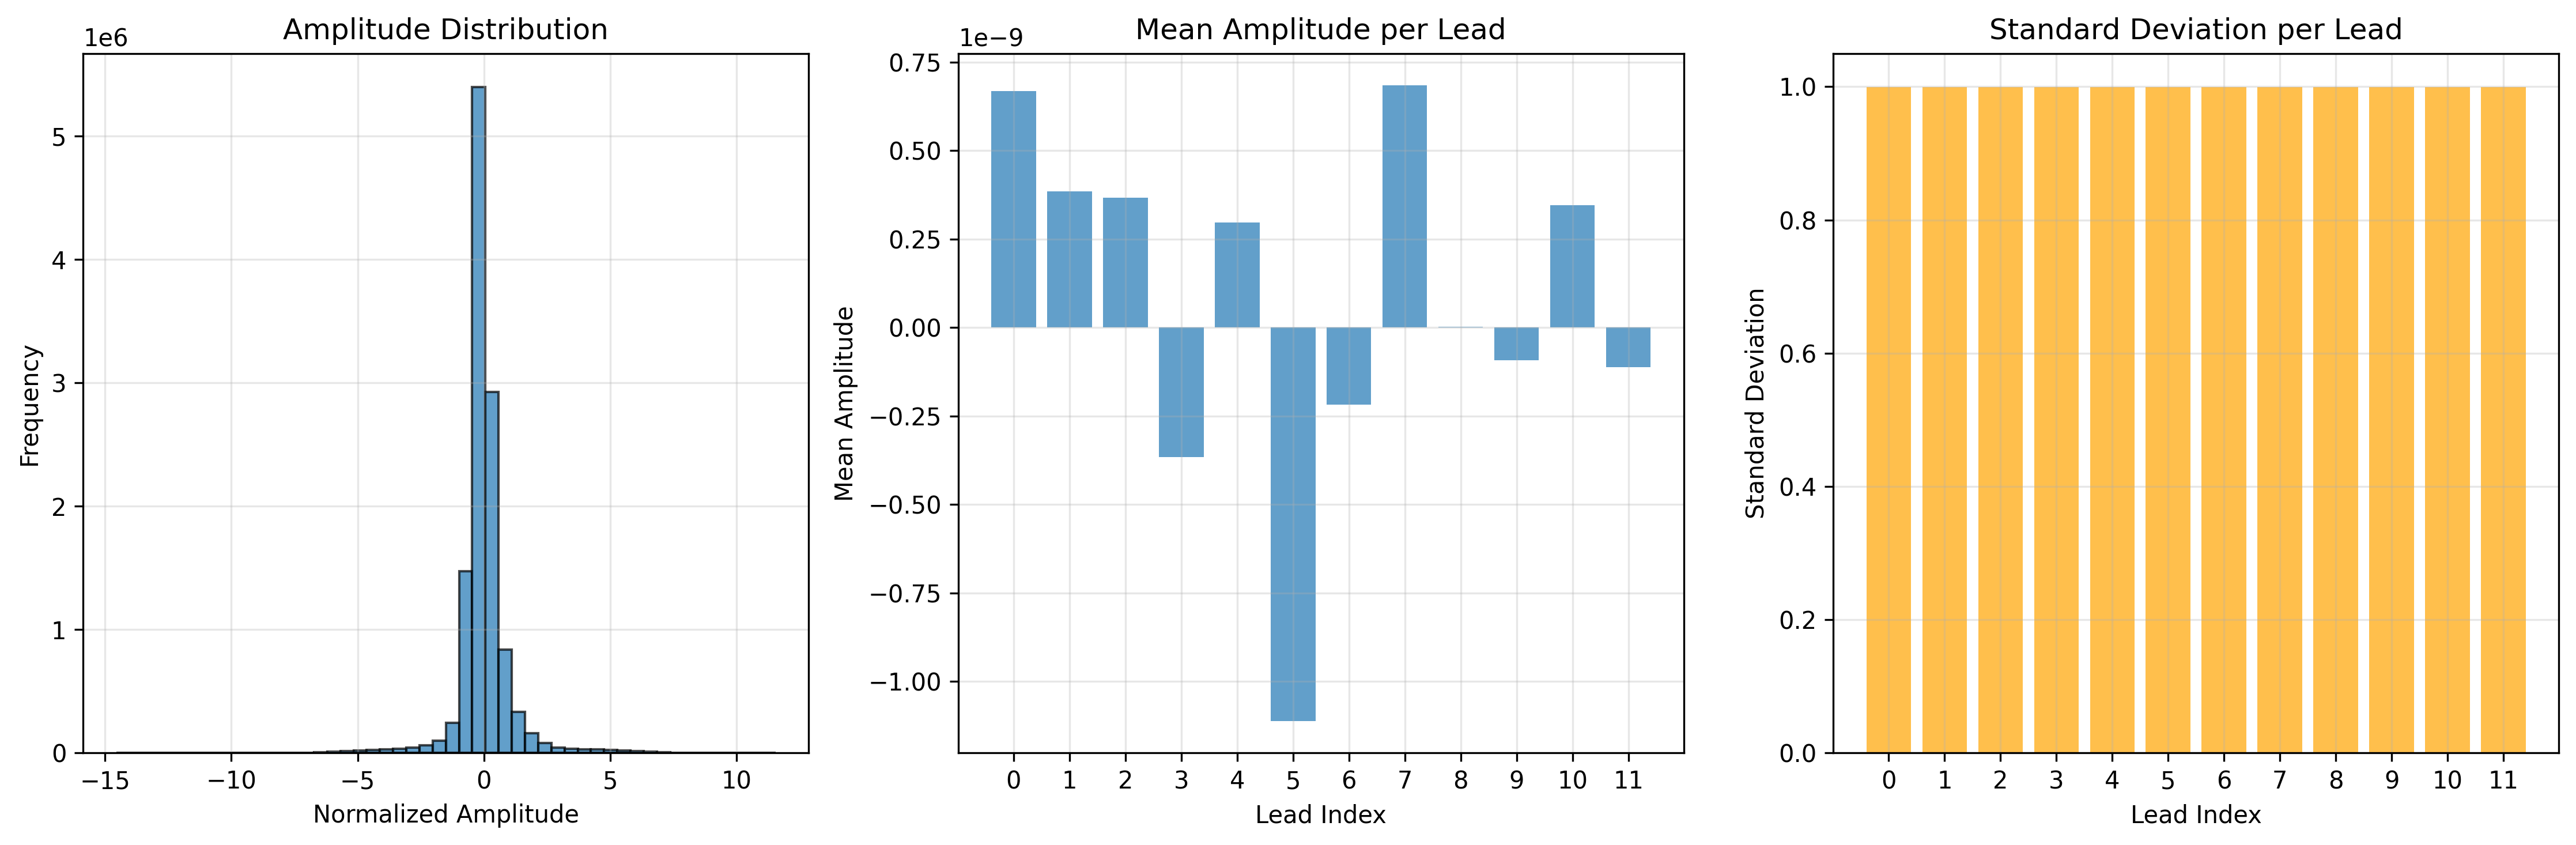 Amplitude Distribution
1e6
5
4
3
2
1
0
Frequency
−15
−10
−5
0
5
10
Normalized Amplitude
Mean Amplitude per Lead
1e−9
0.75
0.50
0.25
0.00
−0.25
−0.50
−0.75
−1.00
Mean Amplitude
0 1 2 3 4 5 6 7 8 9 10 11
Lead Index
Standard Deviation per Lead
1.0
0.8
0.6
0.4
0.2
0.0
Standard Deviation
0 1 2 3 4 5 6 7 8 9 10 11
Lead Index